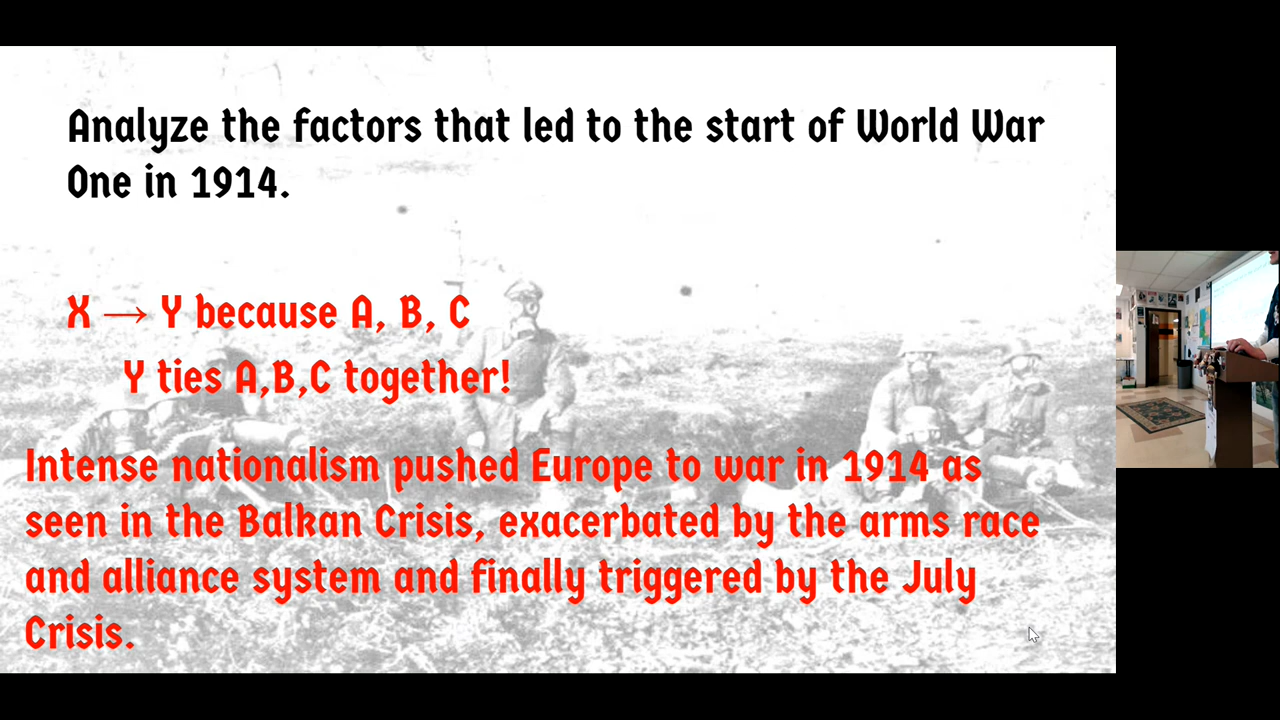 Analyze the factors that led to the start of World War
One in 1914.
X → Y because A, B, C
Y ties A,B,C together!
Intense nationalism pushed Europe to war in 1914 as
seen in the Balkan Crisis, exacerbated by the arms race
and alliance system and finally triggered by the July
Crisis.